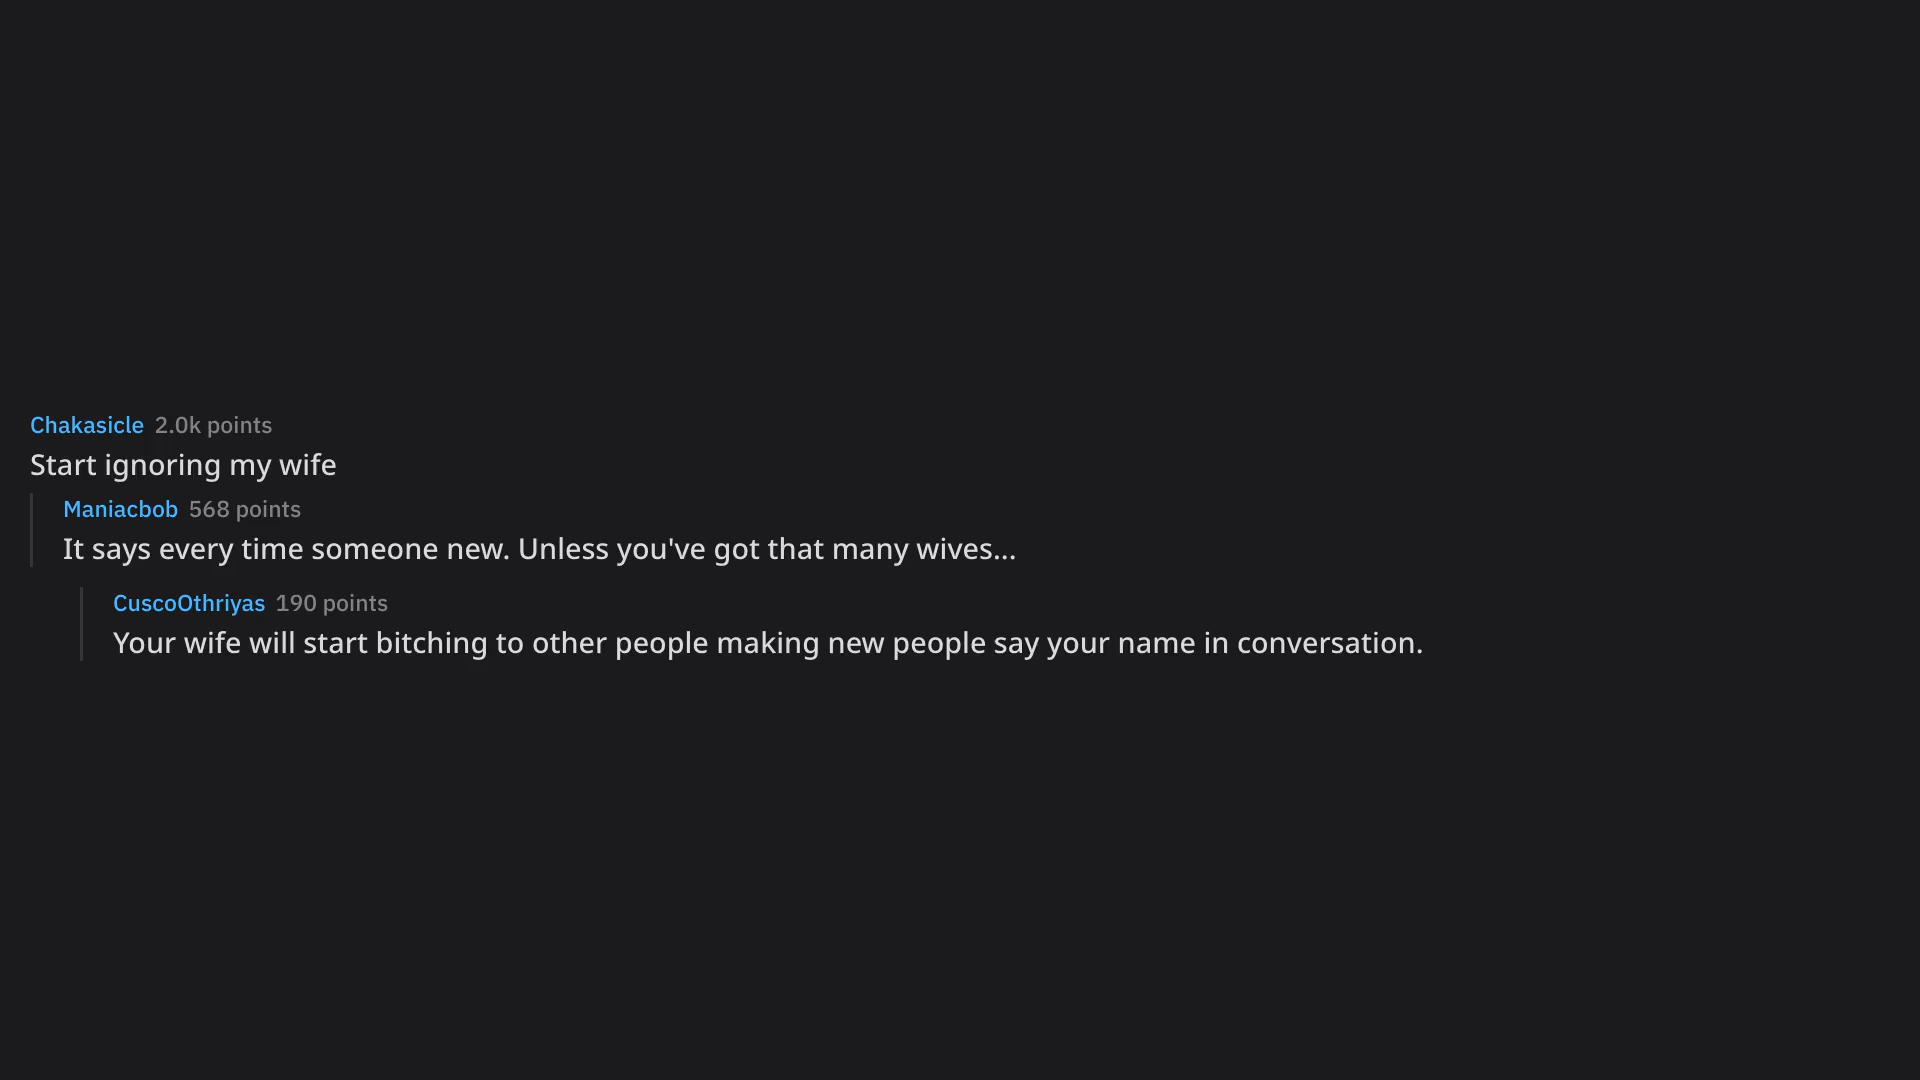 Chakasicle 2.0k points
Start ignoring my wife
Maniacbob 568 points
It says every time someone new. Unless you've got that many wives...
CuscoOthriyas 190 points
Your wife will start bitching to other people making new people say your name in conversation.